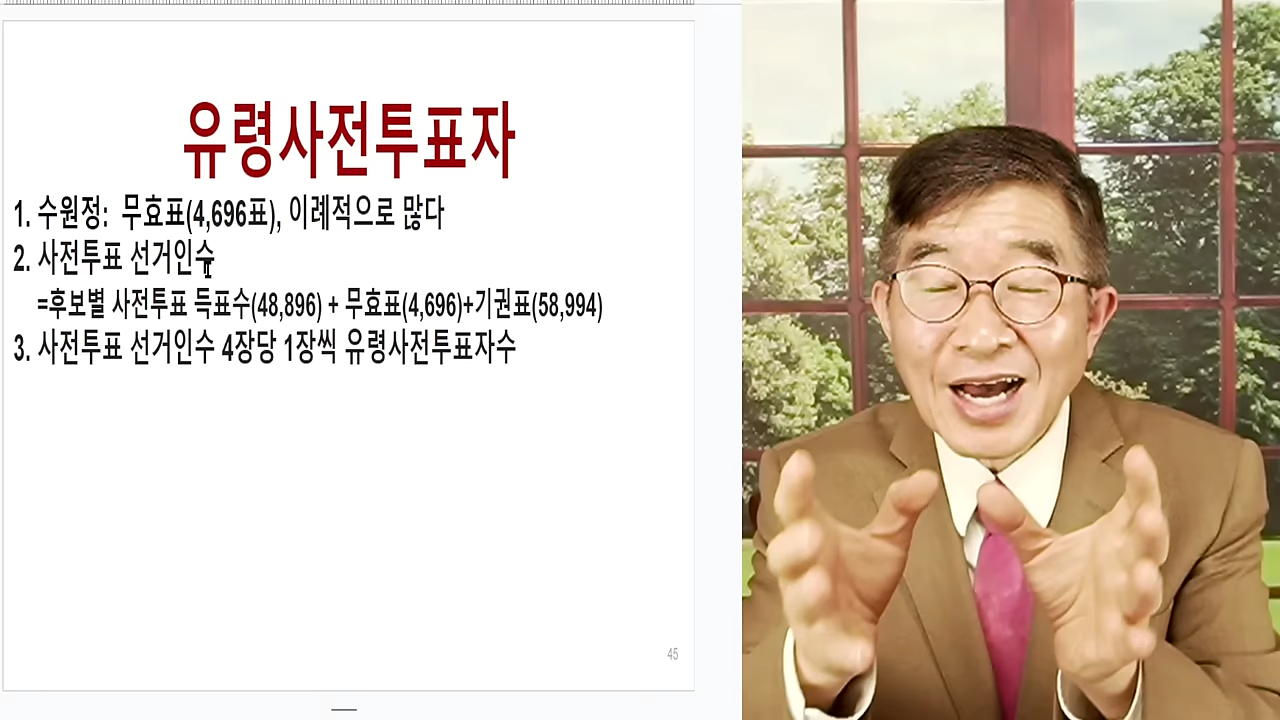 유령사전투표자
1. 수원정: 무효표(4,696표), 이례적으로 많다
2. 사전투표 선거인수
=후보별 사전투표 득표수(48,896) + 무효표(4,696)+기권표(58,994)
3. 사전투표 선거인수 4장당 1장씩 유령사전투표자수
45